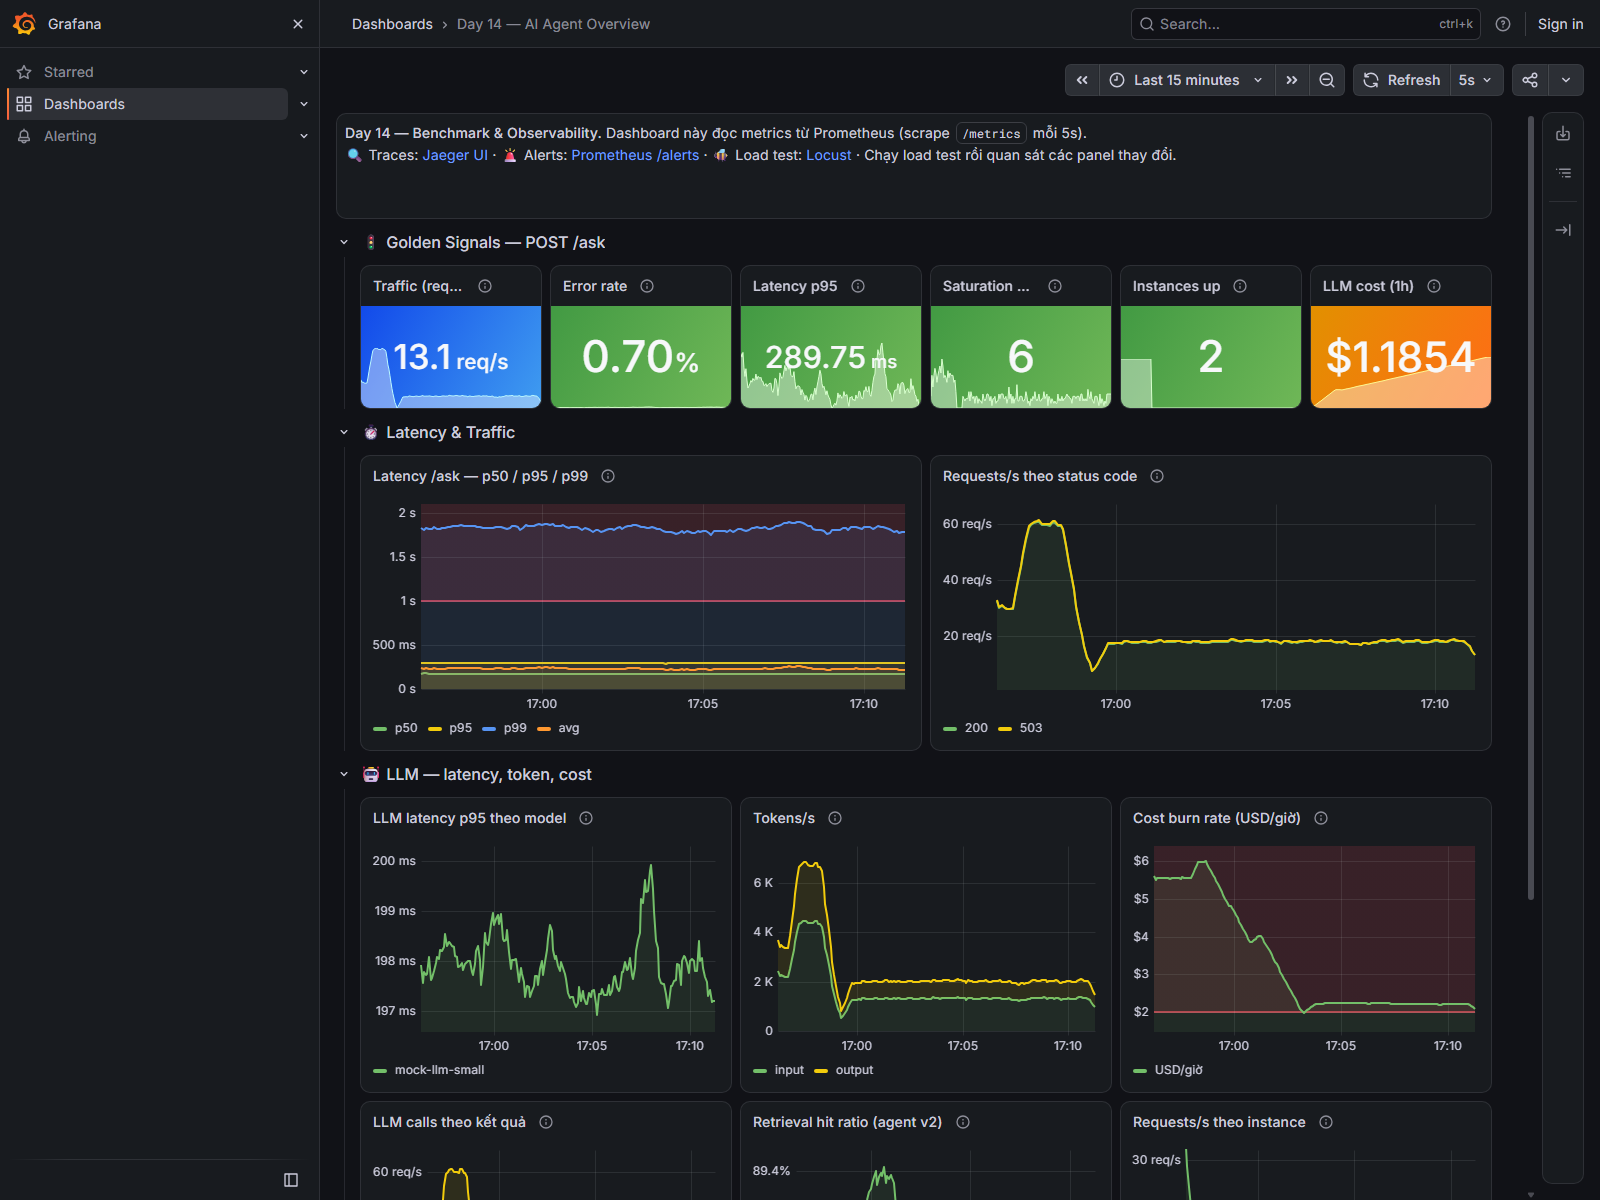 Grafana
Dashboards › Day 14 — AI Agent Overview
Search...
ctrl+k
Sign in
Starred
Dashboards
Alerting
Last 15 minutes
Refresh
5s
Day 14 — Benchmark & Observability. Dashboard này đọc metrics từ Prometheus (scrape /metrics mỗi 5s).
Traces: Jaeger UI · Alerts: Prometheus /alerts · Load test: Locust · Chạy load test rồi quan sát các panel thay đổi.
Golden Signals — POST /ask
Traffic (req...
13.1 req/s
Error rate
0.70%
Latency p95
289.75 ms
Saturation ...
6
Instances up
2
LLM cost (1h)
$1.1854
Latency & Traffic
Latency /ask — p50 / p95 / p99
2 s
1.5 s
1 s
500 ms
0 s
17:00 17:05 17:10
p50 p95 p99 avg
Requests/s theo status code
60 req/s
40 req/s
20 req/s
17:00 17:05 17:10
200 503
LLM — latency, token, cost
LLM latency p95 theo model
200 ms
199 ms
198 ms
197 ms
17:00 17:05 17:10
mock-llm-small
Tokens/s
6 K
4 K
2 K
0
17:00 17:05 17:10
input output
Cost burn rate (USD/giờ)
$6
$5
$4
$3
$2
17:00 17:05 17:10
USD/giờ
LLM calls theo kết quả
60 req/s
Retrieval hit ratio (agent v2)
89.4%
Requests/s theo instance
30 req/s